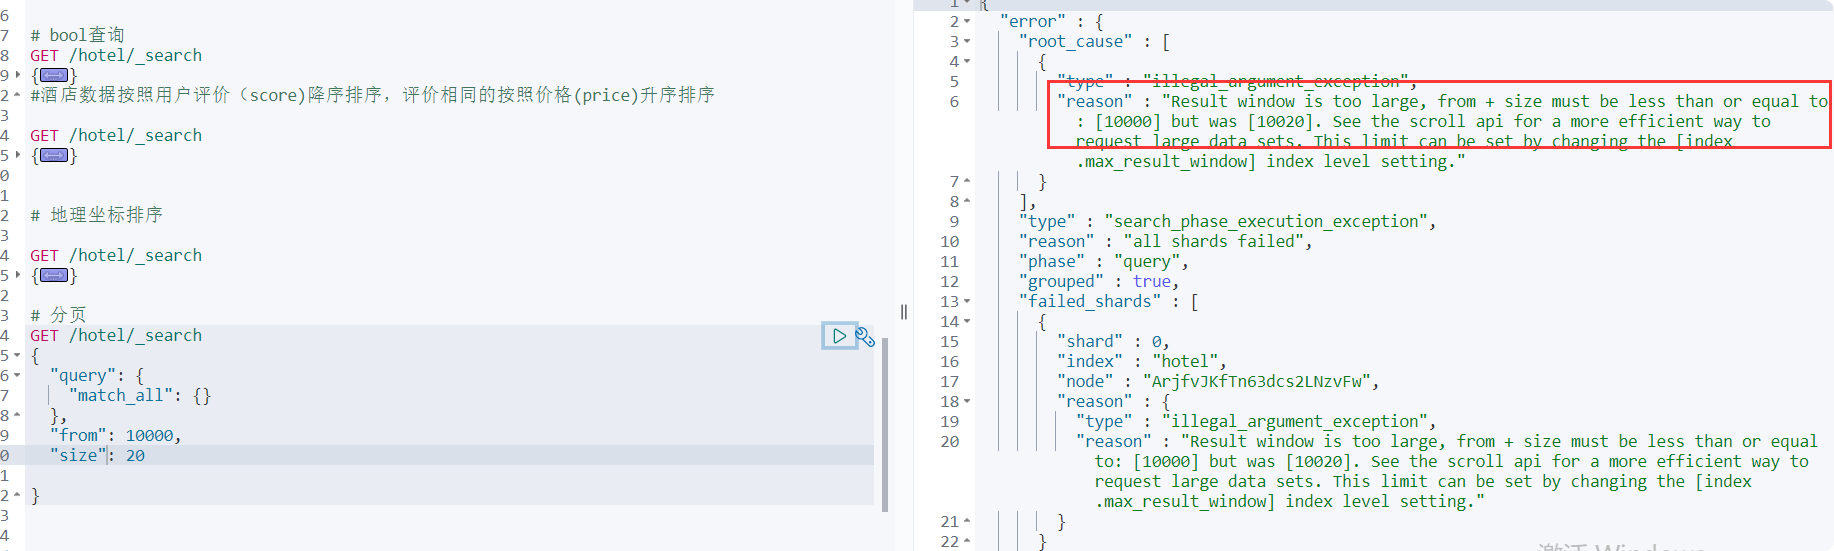 6
7 # bool查询
8 GET /hotel/_search
9 {}
2 #酒店数据按照用户评价（score)降序排序，评价相同的按照价格(price)升序排序
3
4 GET /hotel/_search
5 {}
0
1
2 # 地理坐标排序
3
4 GET /hotel/_search
5 {}
2
3 # 分页
4 GET /hotel/_search
5 {
6 "query": {
7 "match_all": {}
8 },
9 "from": 10000,
0 "size": 20
1
2 }
3
4
1 {
2 "error" : {
3 "root_cause" : [
4 {
5 "type" : "illegal_argument_exception",
6 "reason" : "Result window is too large, from + size must be less than or equal to
: [10000] but was [10020]. See the scroll api for a more efficient way to
request large data sets. This limit can be set by changing the [index
.max_result_window] index level setting."
7 }
8 ],
9 "type" : "search_phase_execution_exception",
10 "reason" : "all shards failed",
11 "phase" : "query",
12 "grouped" : true,
13 "failed_shards" : [
14 {
15 "shard" : 0,
16 "index" : "hotel",
17 "node" : "ArjfvJKfTn63dcs2LNzvFw",
18 "reason" : {
19 "type" : "illegal_argument_exception",
20 "reason" : "Result window is too large, from + size must be less than or equal
to: [10000] but was [10020]. See the scroll api for a more efficient way to
request large data sets. This limit can be set by changing the [index
.max_result_window] index level setting."
21 }
22 }
激活 Windows